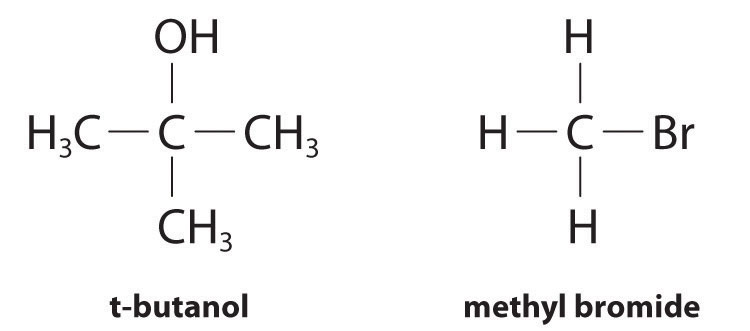 OH H
H₃C — C — CH₃ H — C — Br
CH₃ H
t-butanol methyl bromide